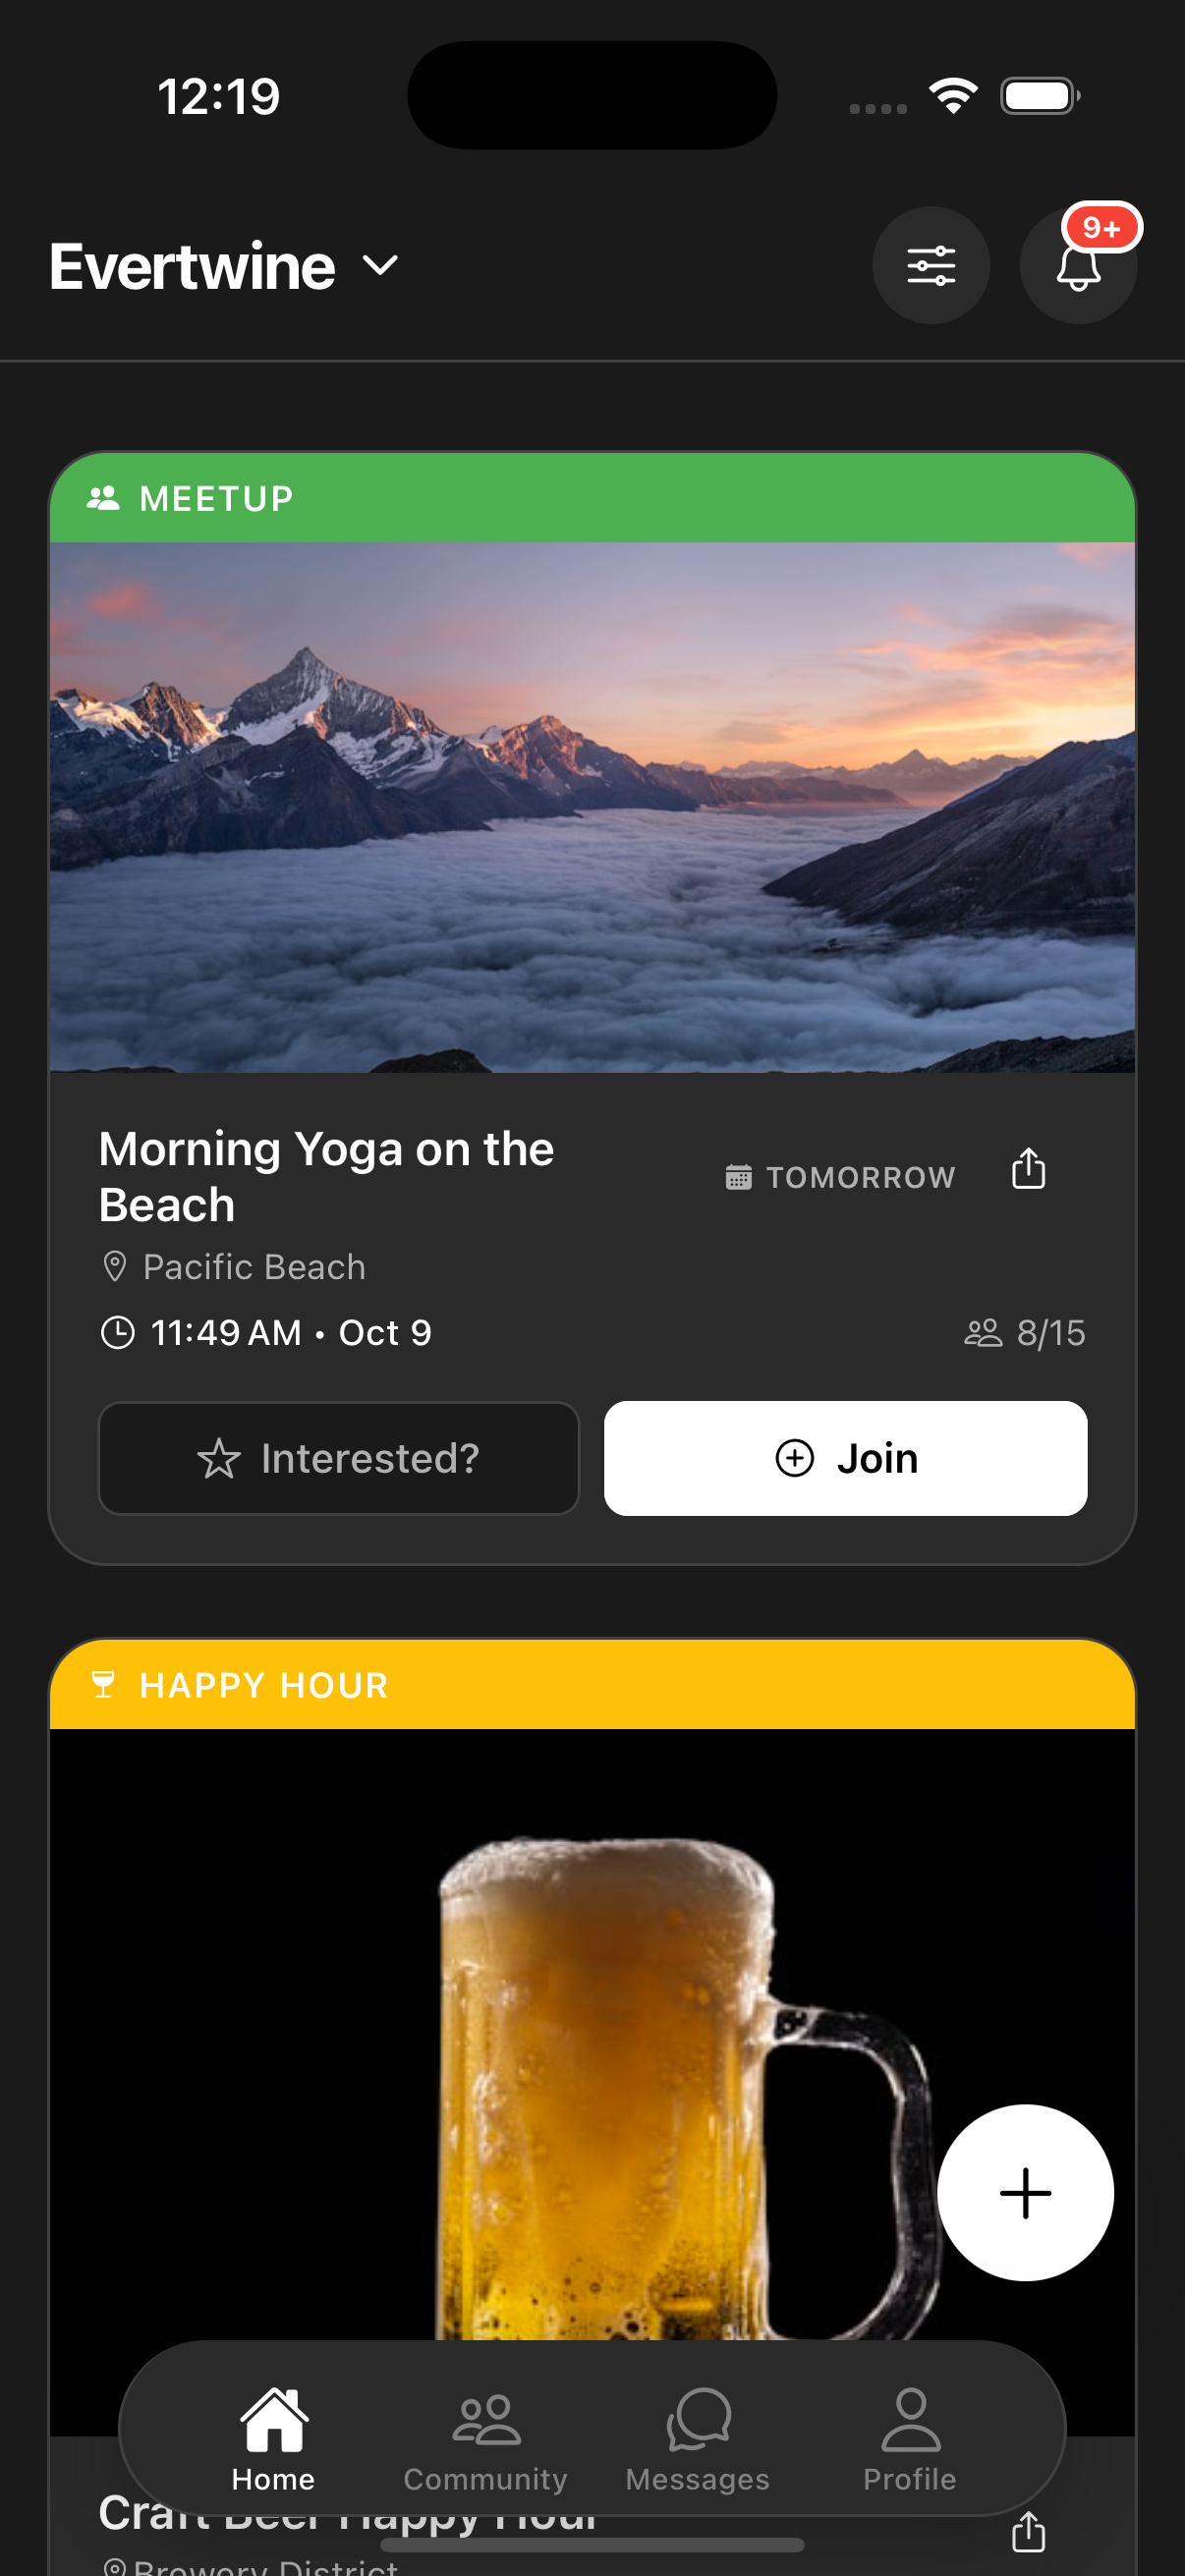 12:19
Evertwine
9+
MEETUP
Morning Yoga on the
Beach
TOMORROW
Pacific Beach
11:49 AM • Oct 9
8/15
Interested?
Join
HAPPY HOUR
Home
Community
Messages
Profile
Craft Beer Happy Hour
Brewery District